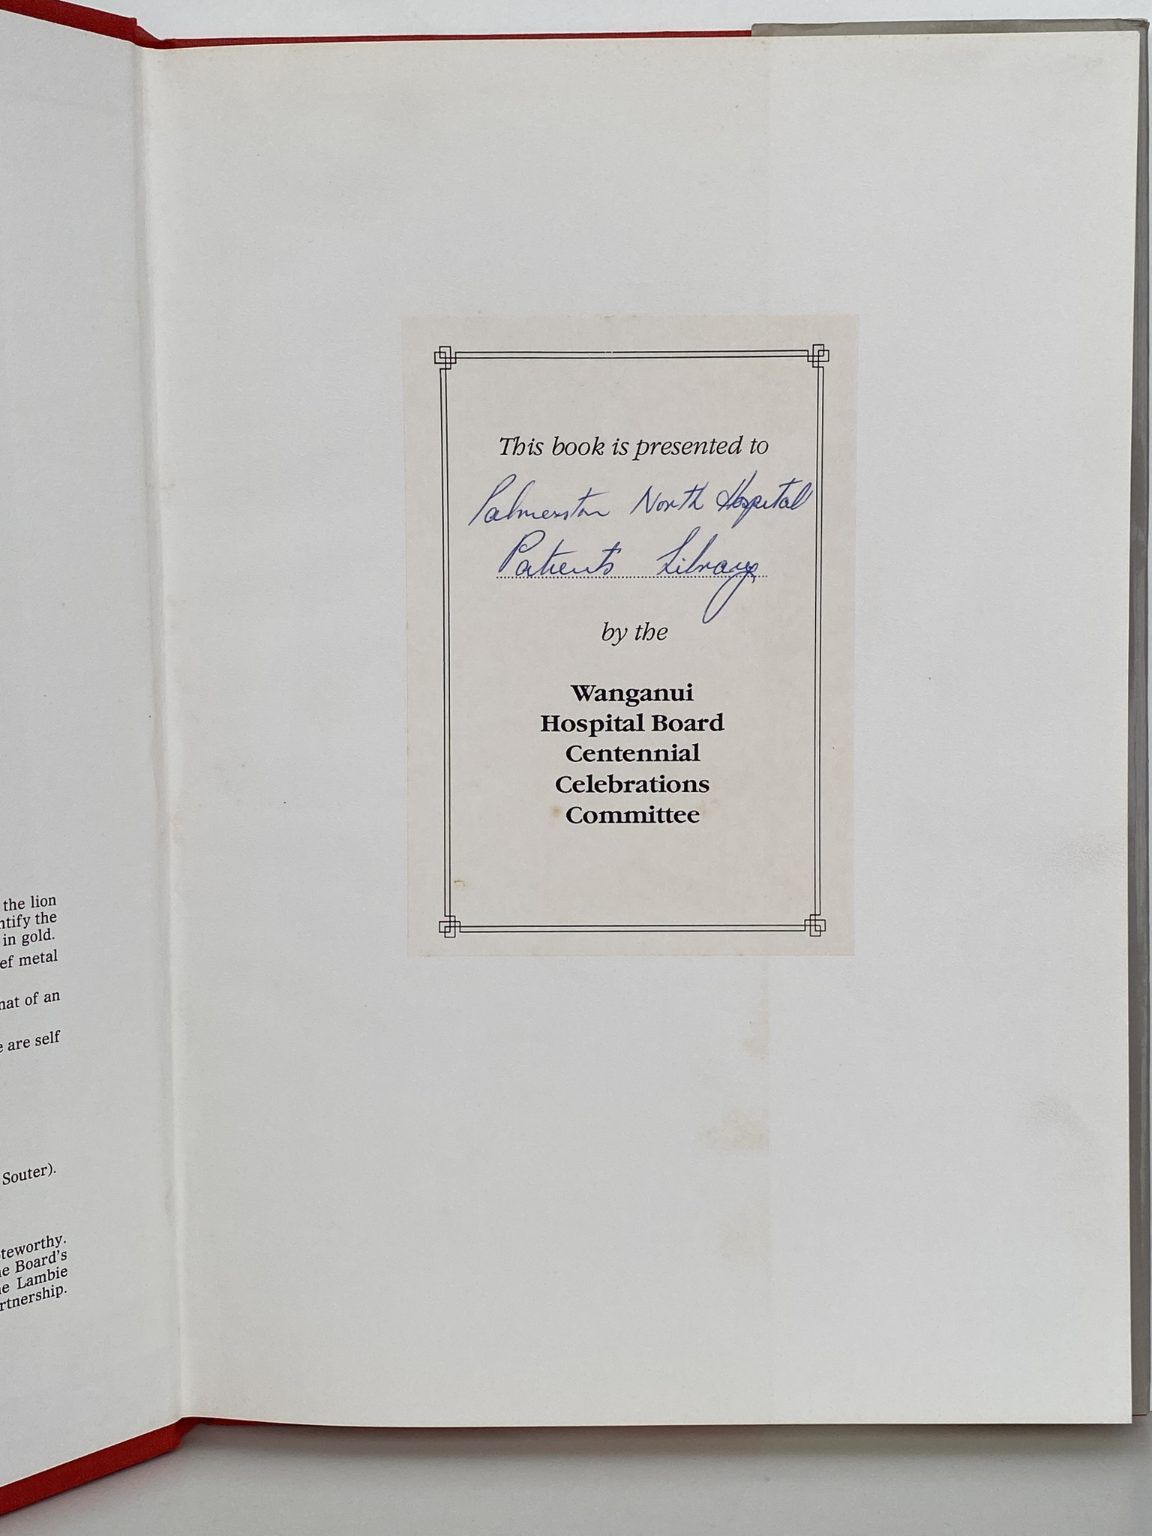 the lion
ntify the
in gold.
ef metal
hat of an
e are self
Souter).
teworthy.
e Board's
e Lambie
rtnership.
This book is presented to
Palmerston North Hospital
Patients Library
by the
Wanganui
Hospital Board
Centennial
Celebrations
Committee